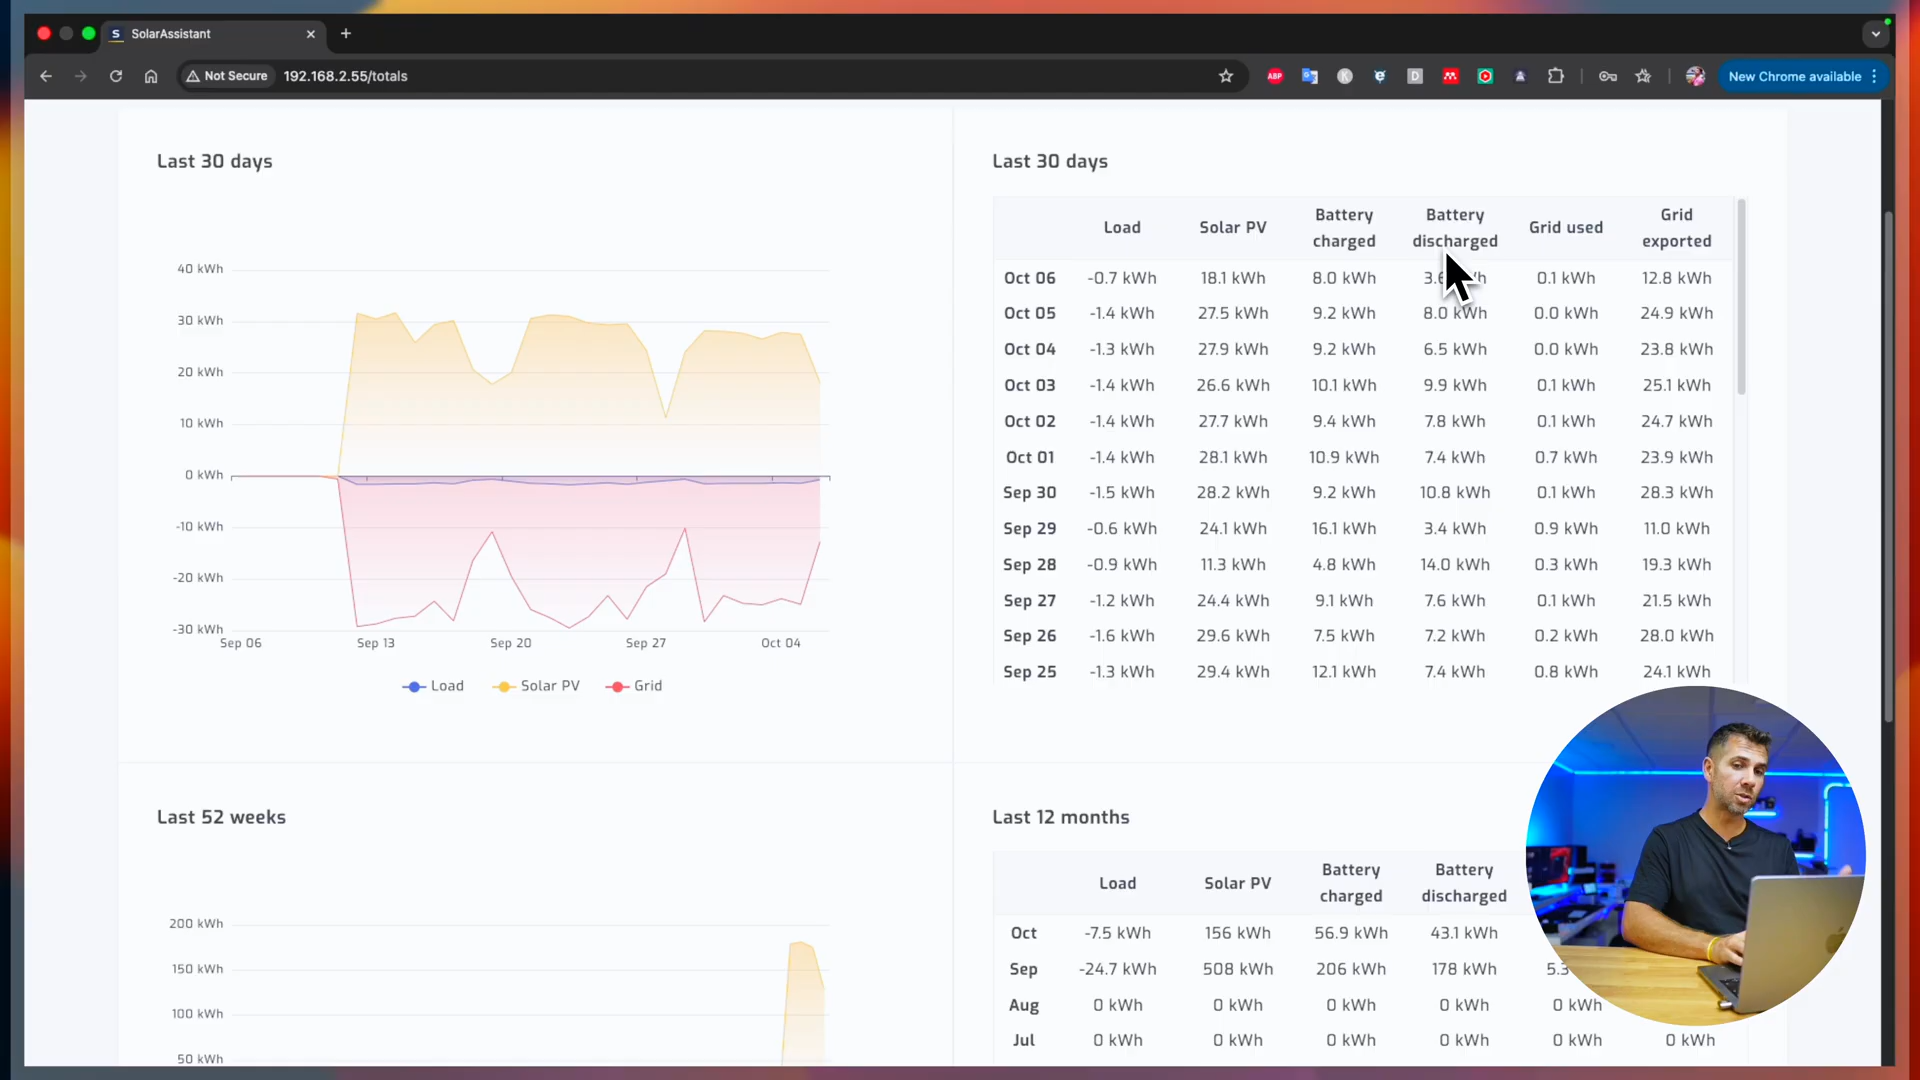 SolarAssistant
Not Secure 192.168.2.55/totals
ABP
New Chrome available
Last 30 days
40 kWh
30 kWh
20 kWh
10 kWh
0 kWh
-10 kWh
-20 kWh
-30 kWh
Sep 06 Sep 13 Sep 20 Sep 27 Oct 04
Load Solar PV Grid
Last 30 days
Load Solar PV Battery charged Battery discharged Grid used Grid exported
Oct 06 -0.7 kWh 18.1 kWh 8.0 kWh 0.1 kWh 12.8 kWh
Oct 05 -1.4 kWh 27.5 kWh 9.2 kWh 8.0 kWh 0.0 kWh 24.9 kWh
Oct 04 -1.3 kWh 27.9 kWh 9.2 kWh 6.5 kWh 0.0 kWh 23.8 kWh
Oct 03 -1.4 kWh 26.6 kWh 10.1 kWh 9.9 kWh 0.1 kWh 25.1 kWh
Oct 02 -1.4 kWh 27.7 kWh 9.4 kWh 7.8 kWh 0.1 kWh 24.7 kWh
Oct 01 -1.4 kWh 28.1 kWh 10.9 kWh 7.4 kWh 0.7 kWh 23.9 kWh
Sep 30 -1.5 kWh 28.2 kWh 9.2 kWh 10.8 kWh 0.1 kWh 28.3 kWh
Sep 29 -0.6 kWh 24.1 kWh 16.1 kWh 3.4 kWh 0.9 kWh 11.0 kWh
Sep 28 -0.9 kWh 11.3 kWh 4.8 kWh 14.0 kWh 0.3 kWh 19.3 kWh
Sep 27 -1.2 kWh 24.4 kWh 9.1 kWh 7.6 kWh 0.1 kWh 21.5 kWh
Sep 26 -1.6 kWh 29.6 kWh 7.5 kWh 7.2 kWh 0.2 kWh 28.0 kWh
Sep 25 -1.3 kWh 29.4 kWh 12.1 kWh 7.4 kWh 0.8 kWh 24.1 kWh
Last 52 weeks
200 kWh
150 kWh
100 kWh
50 kWh
Last 12 months
Load Solar PV Battery charged Battery discharged
Oct -7.5 kWh 156 kWh 56.9 kWh 43.1 kWh
Sep -24.7 kWh 508 kWh 206 kWh 178 kWh 5.3
Aug 0 kWh 0 kWh 0 kWh 0 kWh 0 kWh
Jul 0 kWh 0 kWh 0 kWh 0 kWh 0 kWh 0 kWh